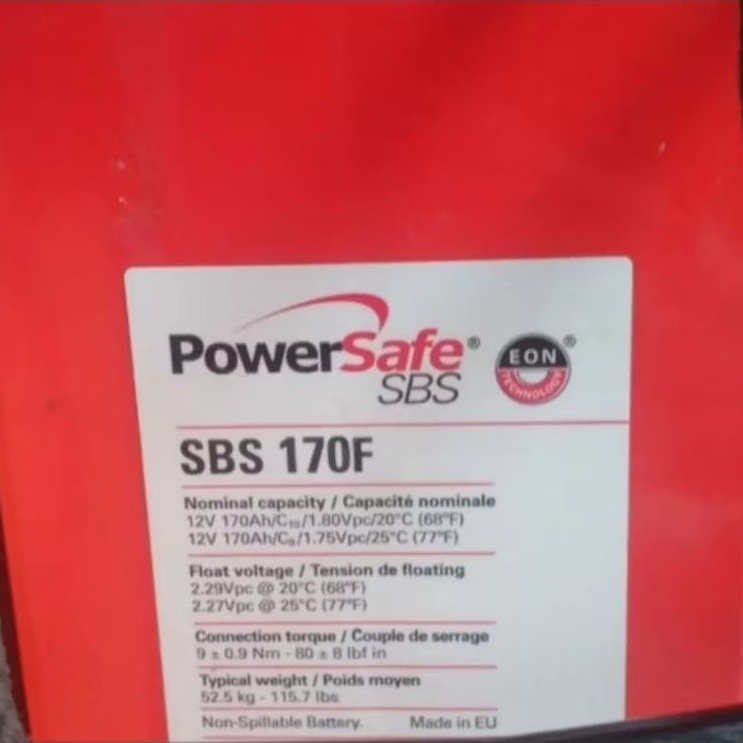 PowerSafe®
SBS
EON®
TECHNOLOGY
SBS 170F
Nominal capacity / Capacité nominale
12V 170Ah/C₁₀/1.80Vpc/20°C (68°F)
12V 170Ah/C₈/1.75Vpc/25°C (77°F)
Float voltage / Tension de floating
2.29Vpc @ 20°C (68°F)
2.27Vpc @ 25°C (77°F)
Connection torque / Couple de serrage
9 ± 0.9 Nm - 80 ± 8 lbf in
Typical weight / Poids moyen
52.5 kg - 115.7 lbs
Non-Spillable Battery. Made in EU